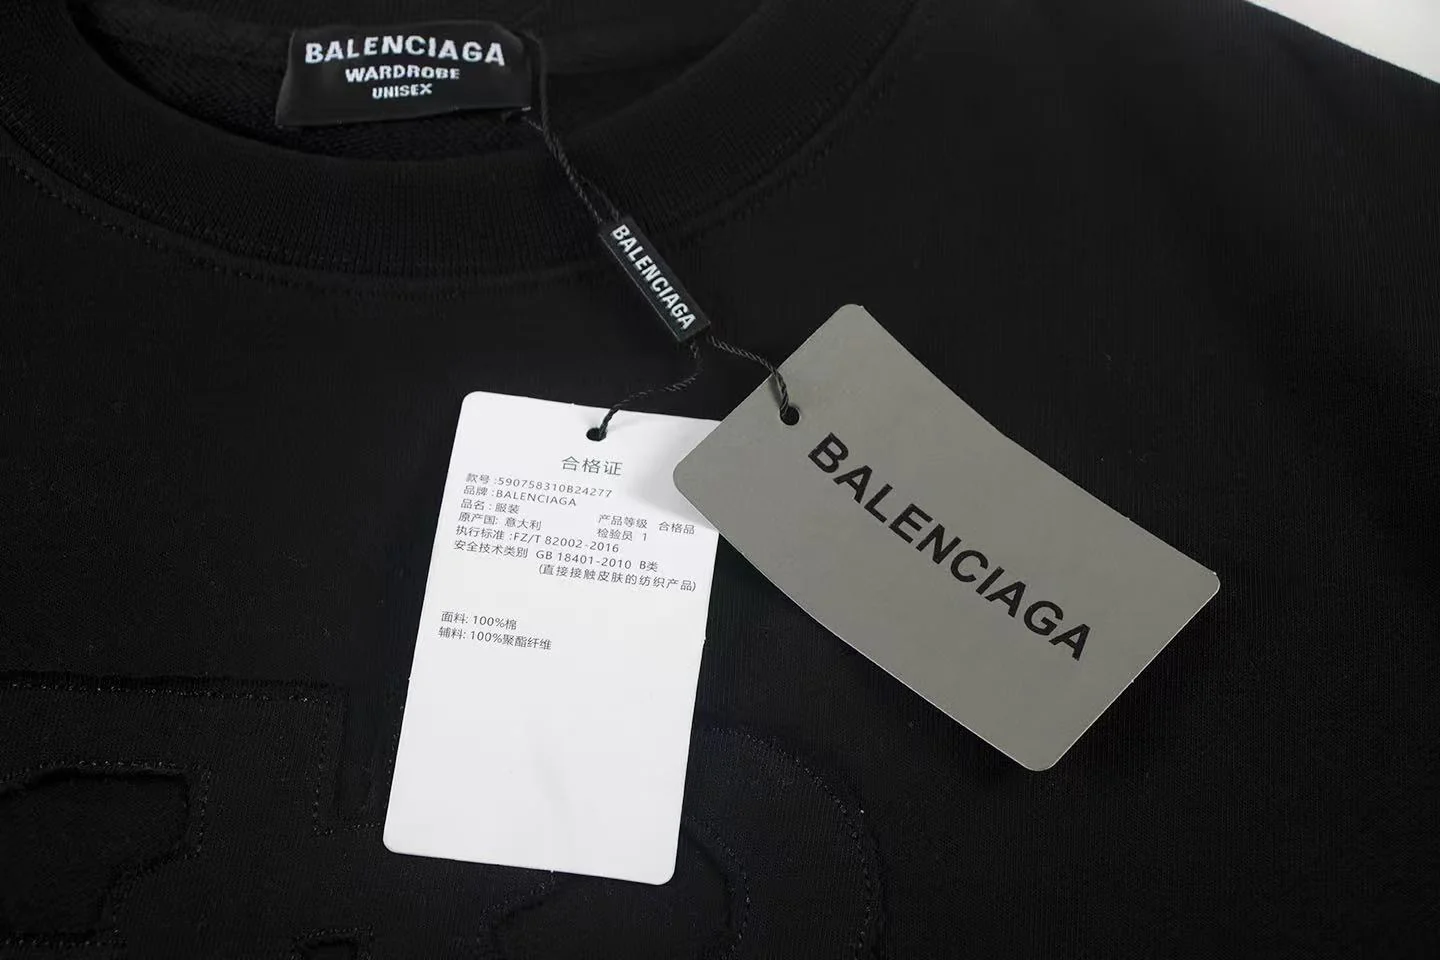 BALENCIAGA
WARDROBE
UNISEX
BALENCIAGA
合格证
款号:590758310B24277
品牌:BALENCIAGA
品名:服装 产品等级 合格品
原产国: 意大利 检验员 1
执行标准:FZ/T 82002-2016
安全技术类别 GB 18401-2010 B类
(直接接触皮肤的纺织产品)
面料: 100%棉
辅料: 100%聚酯纤维
BALENCIAGA